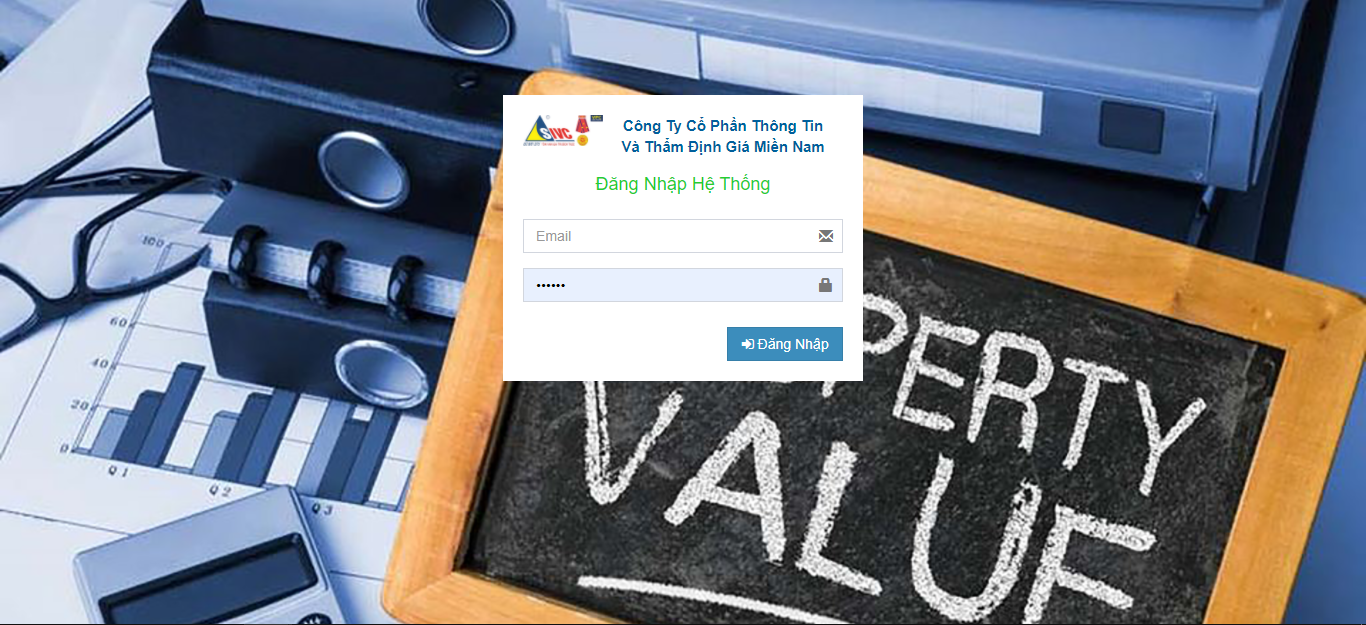 SIVC
Công Ty Cổ Phần Thông Tin
Và Thẩm Định Giá Miền Nam
Đăng Nhập Hệ Thống
Email
••••••
Đăng Nhập
100
60
40
20
0
Q 1
Q 2
Q 3
PERTY
VALUE